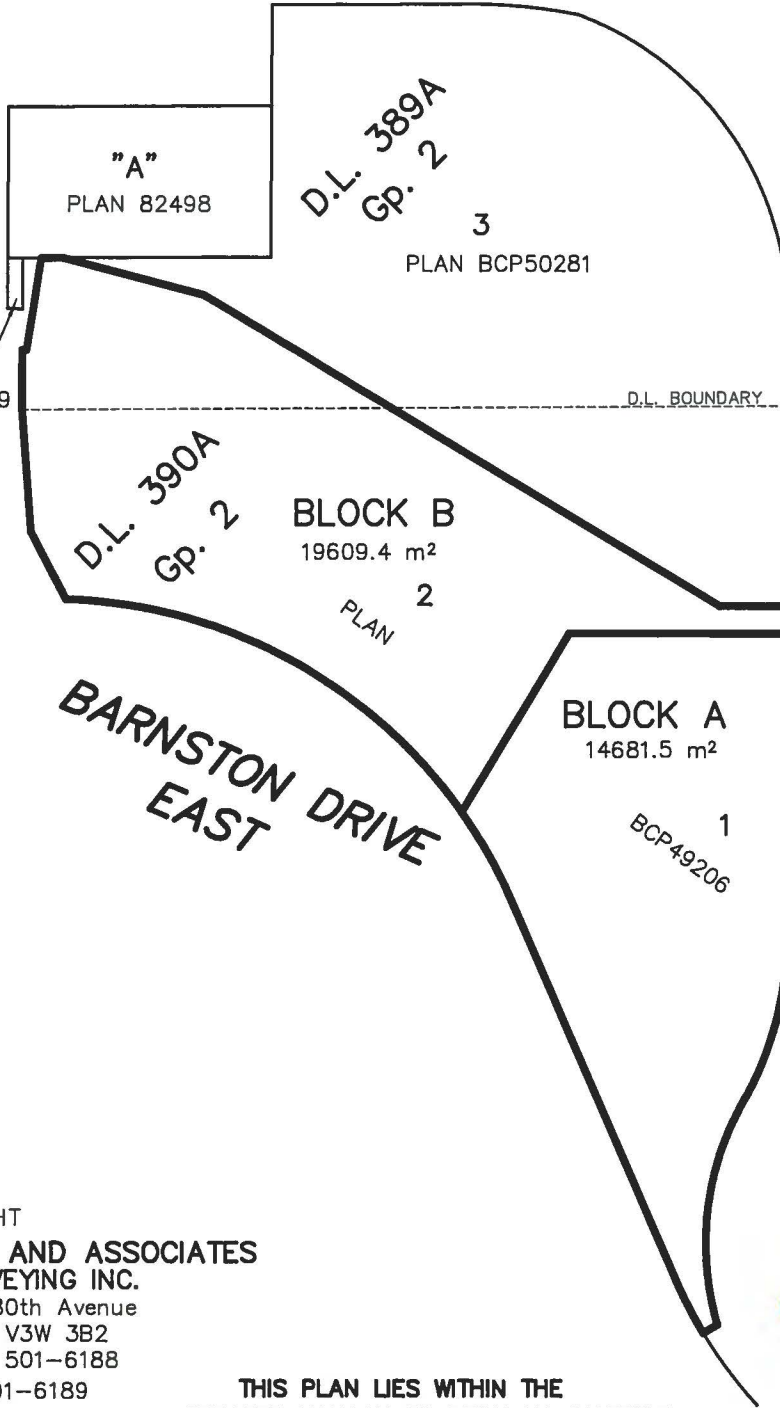 "A"
PLAN 82498
D.L. 389A
Gp. 2
3
PLAN BCP50281
9
D.L. BOUNDARY
D.L. 390A
Gp. 2
BLOCK B
19609.4 m²
2
PLAN
BLOCK A
14681.5 m²
1
BCP49206
BARNSTON DRIVE
EAST
HT
AND ASSOCIATES
VEYING INC.
30th Avenue
V3W 3B2
501-6188
01-6189
THIS PLAN LIES WITHIN THE